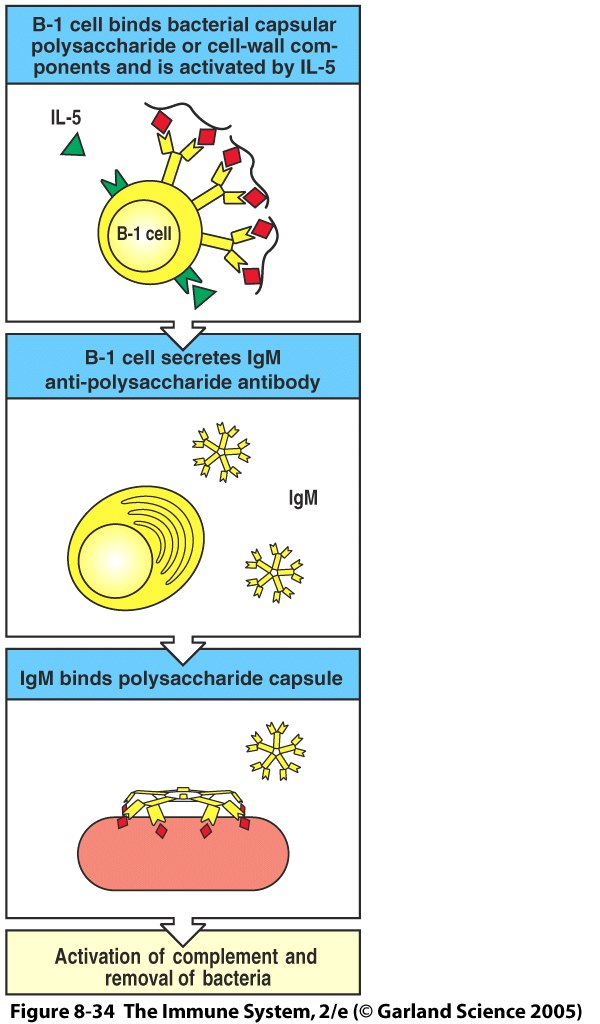 B-1 cell binds bacterial capsular
polysaccharide or cell-wall com-
ponents and is activated by IL-5
IL-5
B-1 cell
B-1 cell secretes IgM
anti-polysaccharide antibody
IgM
IgM binds polysaccharide capsule
Activation of complement and
removal of bacteria
Figure 8-34 The Immune System, 2/e (© Garland Science 2005)